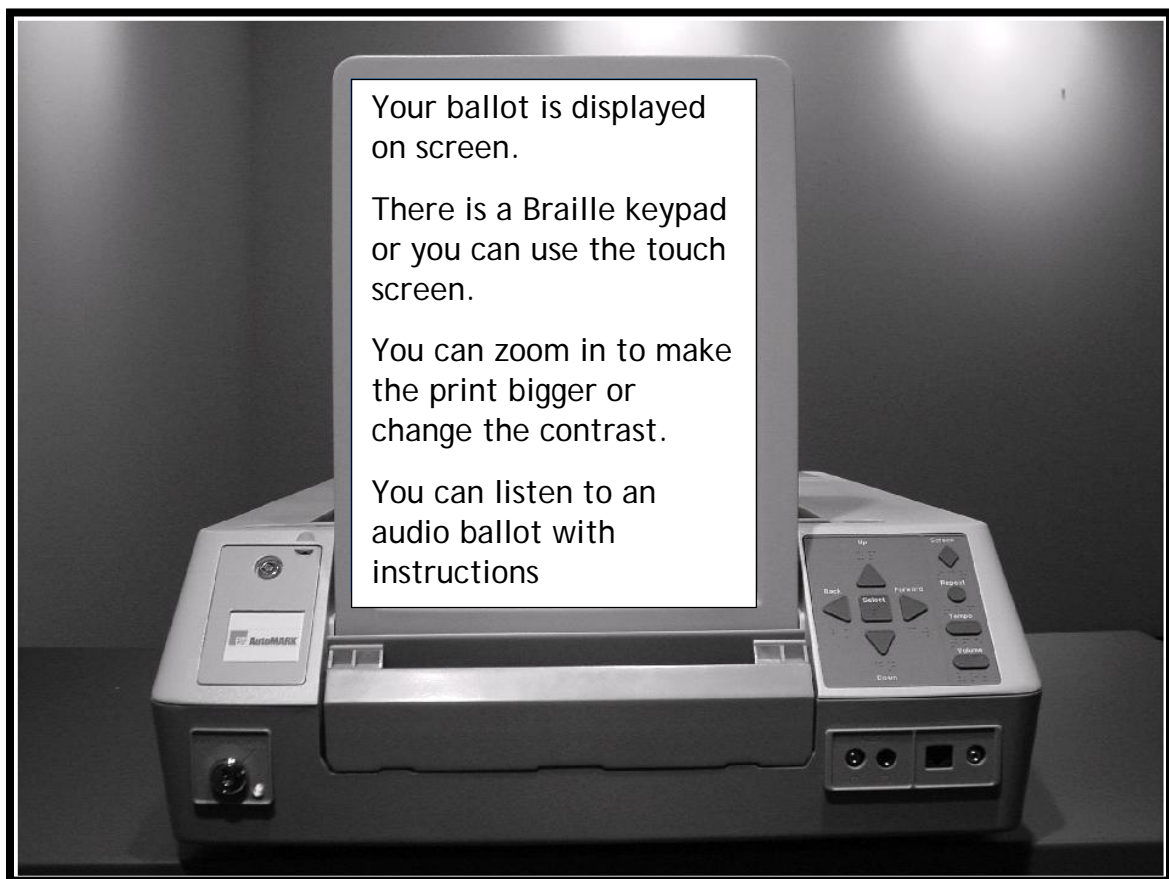 Your ballot is displayed
on screen.
There is a Braille keypad
or you can use the touch
screen.
You can zoom in to make
the print bigger or
change the contrast.
You can listen to an
audio ballot with
instructions
AutoMARK
Up
Screen
Back
Select
Forward
Repeat
Tempo
Volume
Down